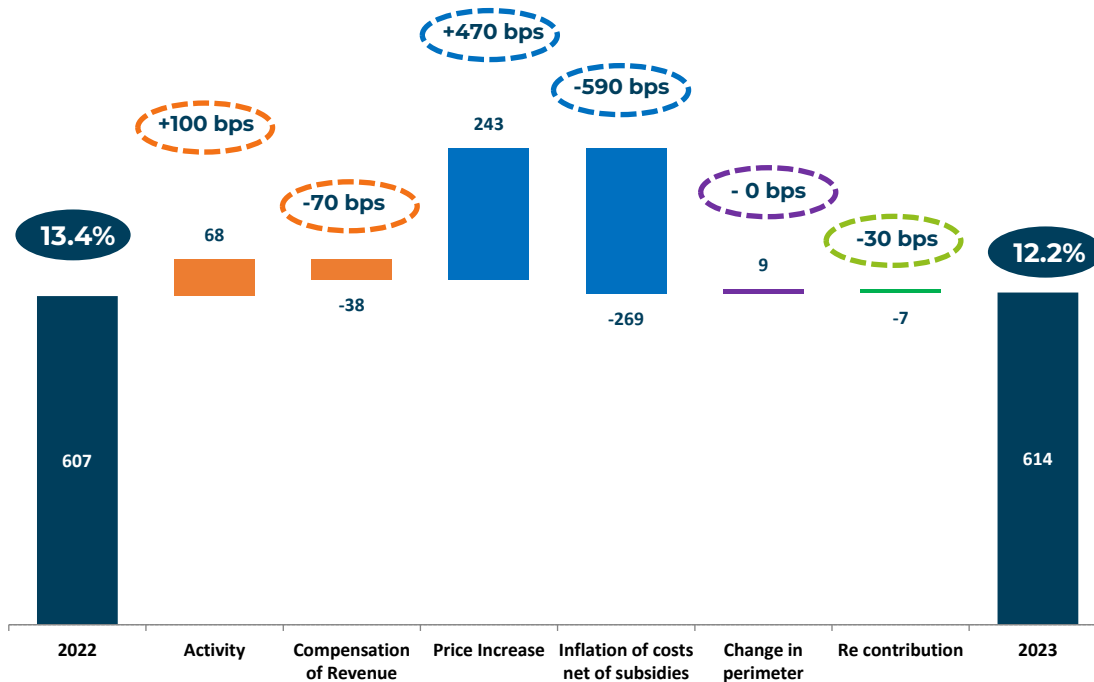 +470 bps
-590 bps
+100 bps
243
- 0 bps
-70 bps
13.4%
68
-30 bps
12.2%
9
-38
-269
-7
607
614
2022
Activity
Compensation
of Revenue
Price Increase
Inflation of costs
net of subsidies
Change in
perimeter
Re contribution
2023